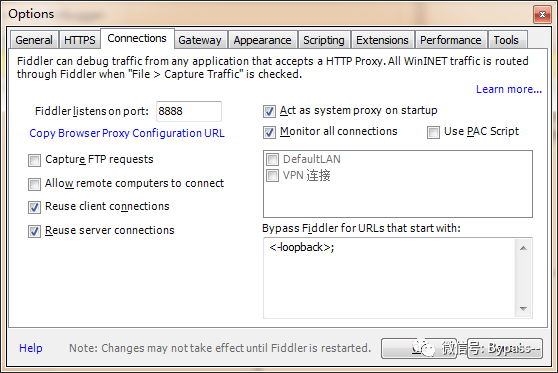 Options
General HTTPS Connections Gateway Appearance Scripting Extensions Performance Tools
Fiddler can debug traffic from any application that accepts a HTTP Proxy. All WinINET traffic is routed
through Fiddler when "File > Capture Traffic" is checked.
Learn more...
Fiddler listens on port: 8888
Copy Browser Proxy Configuration URL
Capture FTP requests
Allow remote computers to connect
Reuse client connections
Reuse server connections
Act as system proxy on startup
Monitor all connections Use PAC Script
DefaultLAN
VPN 连接
Bypass Fiddler for URLs that start with:
<-loopback>;
Help Note: Changes may not take effect until Fiddler is restarted.
微信号: Bypass--